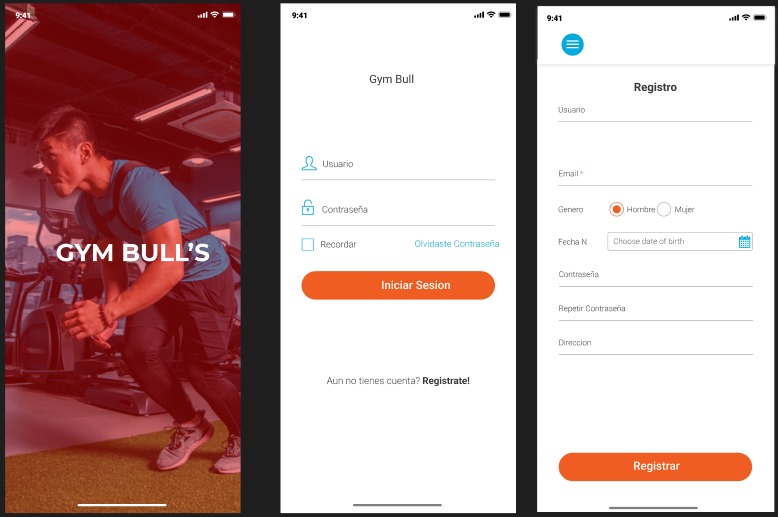 9:41
GYM BULL'S
9:41
Gym Bull
Usuario
Contraseña
Recordar
Olvidaste Contraseña
Iniciar Sesion
Aun no tienes cuenta? Registrate!
9:41
Registro
Usuario
Email *
Genero
Hombre
Mujer
Fecha N
Choose date of birth
Contraseña
Repetir Contraseña
Direccion
Registrar